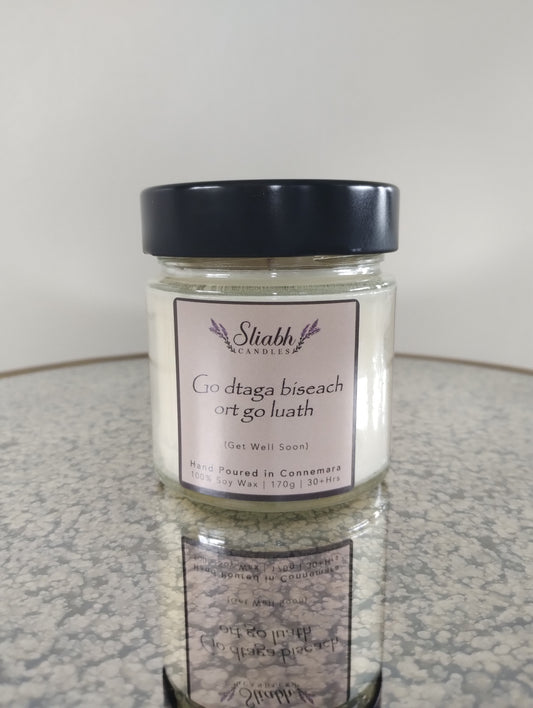 Sliabh
CANDLES
Go dtaga biseach
ort go luath
(Get Well Soon)
Hand Poured in Connemara
100% Soy Wax | 170g | 30+Hrs